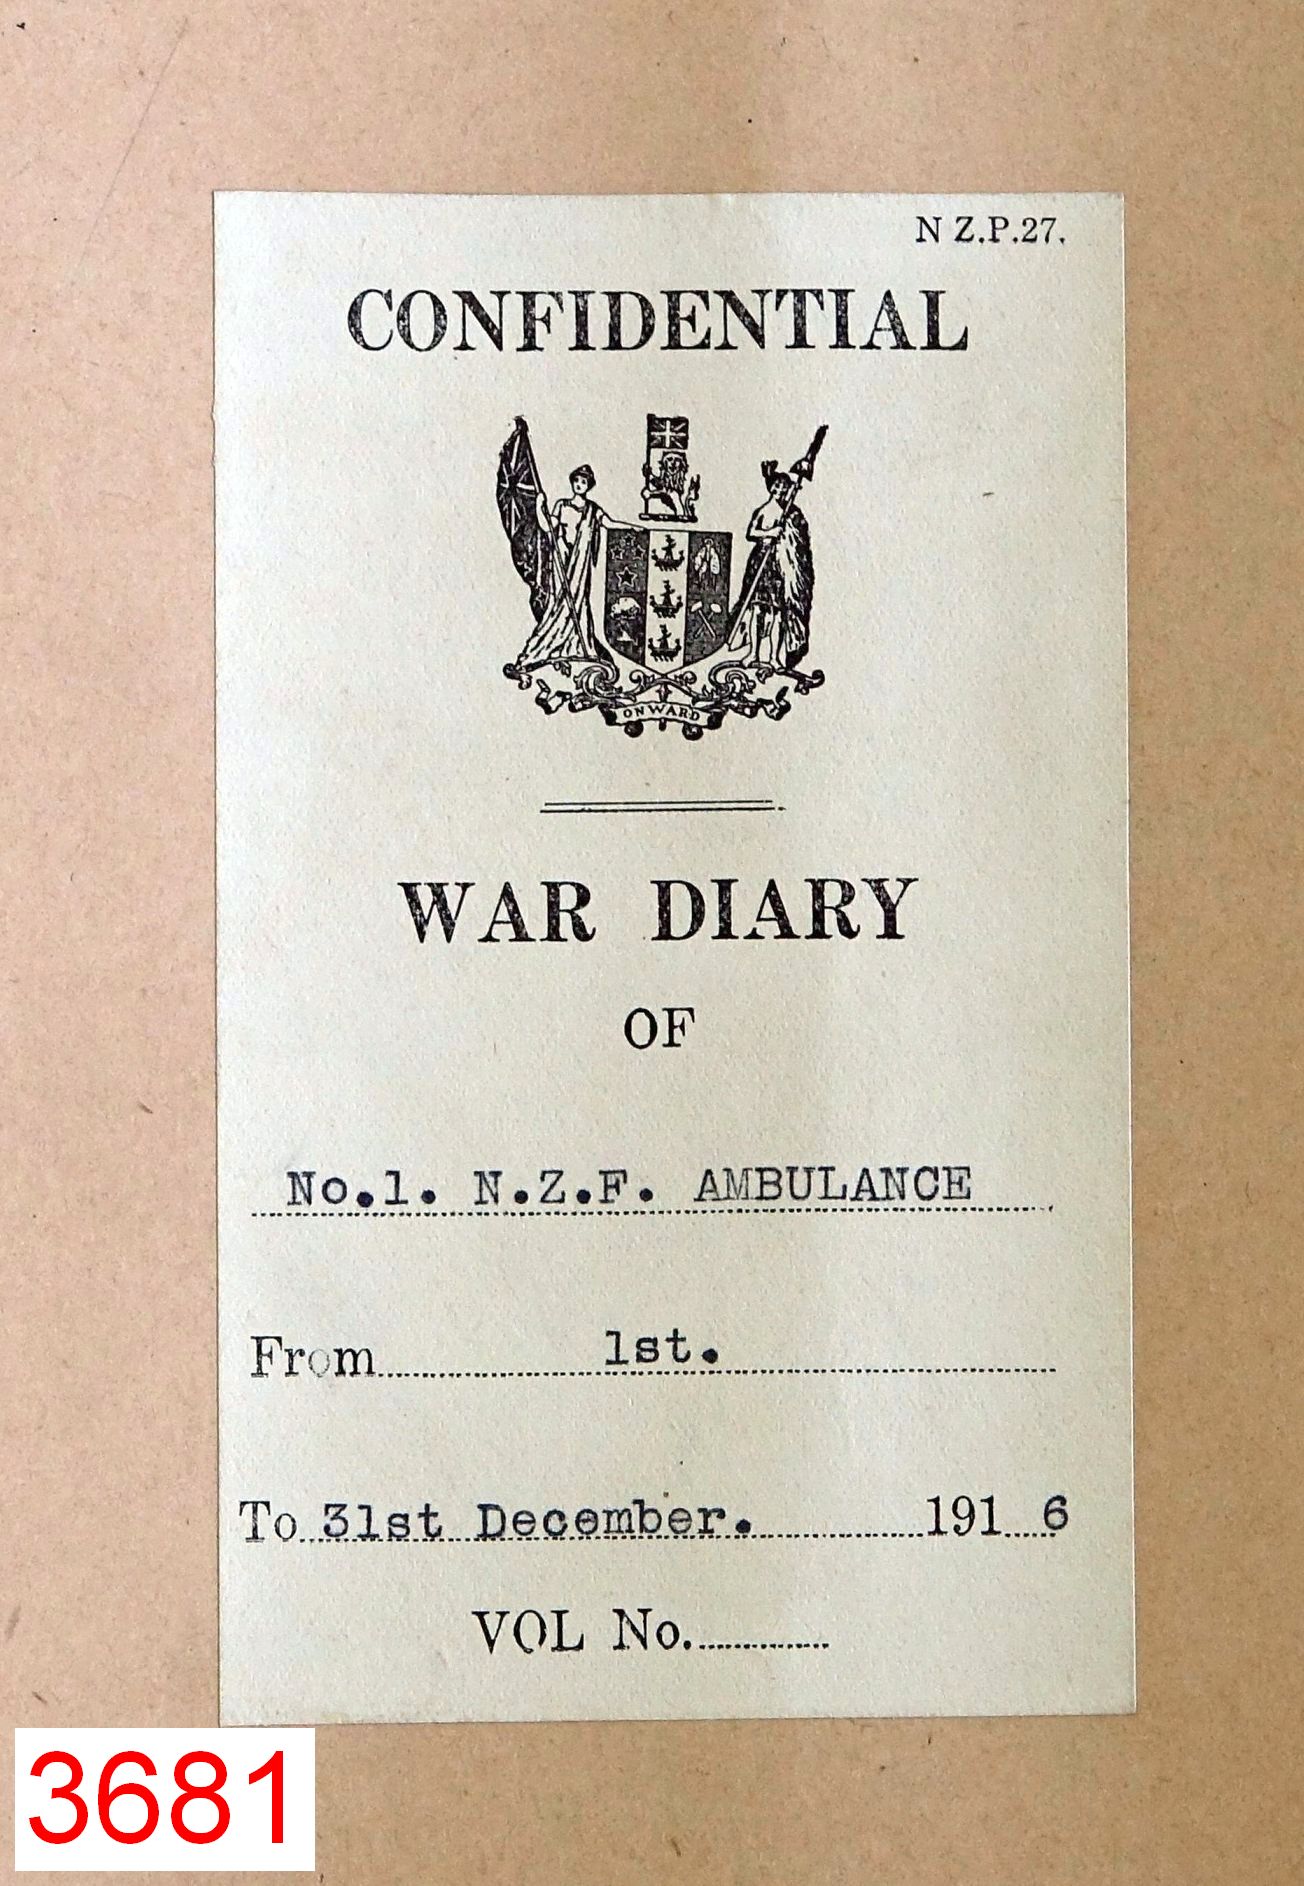 N Z.P.27.
CONFIDENTIAL
ONWARD
WAR DIARY
OF
No.1. N.Z.F. AMBULANCE
From 1st.
To 31st December. 191 6
VOL No.
3681